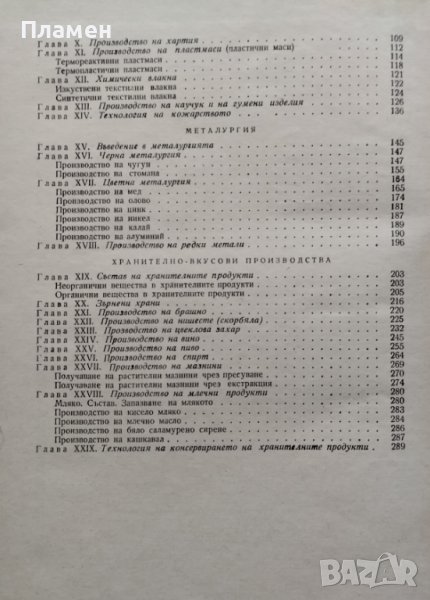 Пламен
Глава X. Производство на хартия 109
Глава XI. Производство на пластмаси (пластични маси) 112
Термореактивни пластмаси 114
Термопластични пластмаси 118
Глава XII. Химически влакна 121
Изкуствени текстилни влакна 122
Синтетични текстилни влакна 124
Глава XIII. Производство на каучук и на гумени изделия 126
Глава XIV. Технология на кожарството 136
МЕТАЛУРГИЯ
Глава XV. Въведение в металургията 145
Глава XVI. Черна металургия 147
Производство на чугун 147
Производство на стомана 155
Глава XVII. Цветна металургия 164
Производство на мед 165
Производство на олово 174
Производство на цинк 181
Производство на никел 187
Производство на калай 189
Производство на алуминий 190
Глава XVIII. Производство на редки метали 196
ХРАНИТЕЛНО-ВКУСОВИ ПРОИЗВОДСТВА
Глава XIX. Състав на хранителните продукти 203
Неорганични вещества в хранителните продукти 203
Органични вещества в хранителните продукти 205
Глава XX. Зърнени храни 216
Глава XXI. Производство на брашно 220
Глава XXII. Производство на нишесте (скорбяла) 225
Глава XXIII. Прозводство на цвеклова захар 232
Глава XXIV. Производство на вино 245
Глава XXV. Производство на пиво 255
Глава XXVI. Производство на спирт 264
Глава XXVII. Производство на мазнини 269
Получаване на растителни мазнини чрез пресуване 270
Получаване на растителни мазнини чрез екстракция 274
Глава XXVIII. Производство на млечни продукти 280
Мляко. Състав. Запазване на млякото 280
Производство на кисело мляко 283
Производство на млечно масло 284
Производство на бяло саламурено сирене 286
Производство на кашкавал 287
Глава XXIX. Технология на консервирането на хранителните продукти 289
BAZAR